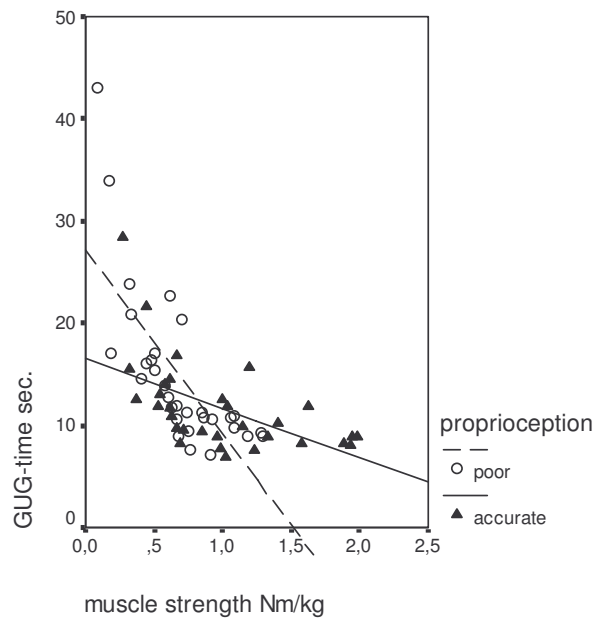 50
40
30
20
10
0
GUG-time sec.
0,0 ,5 1,0 1,5 2,0 2,5
muscle strength Nm/kg
proprioception
poor
accurate